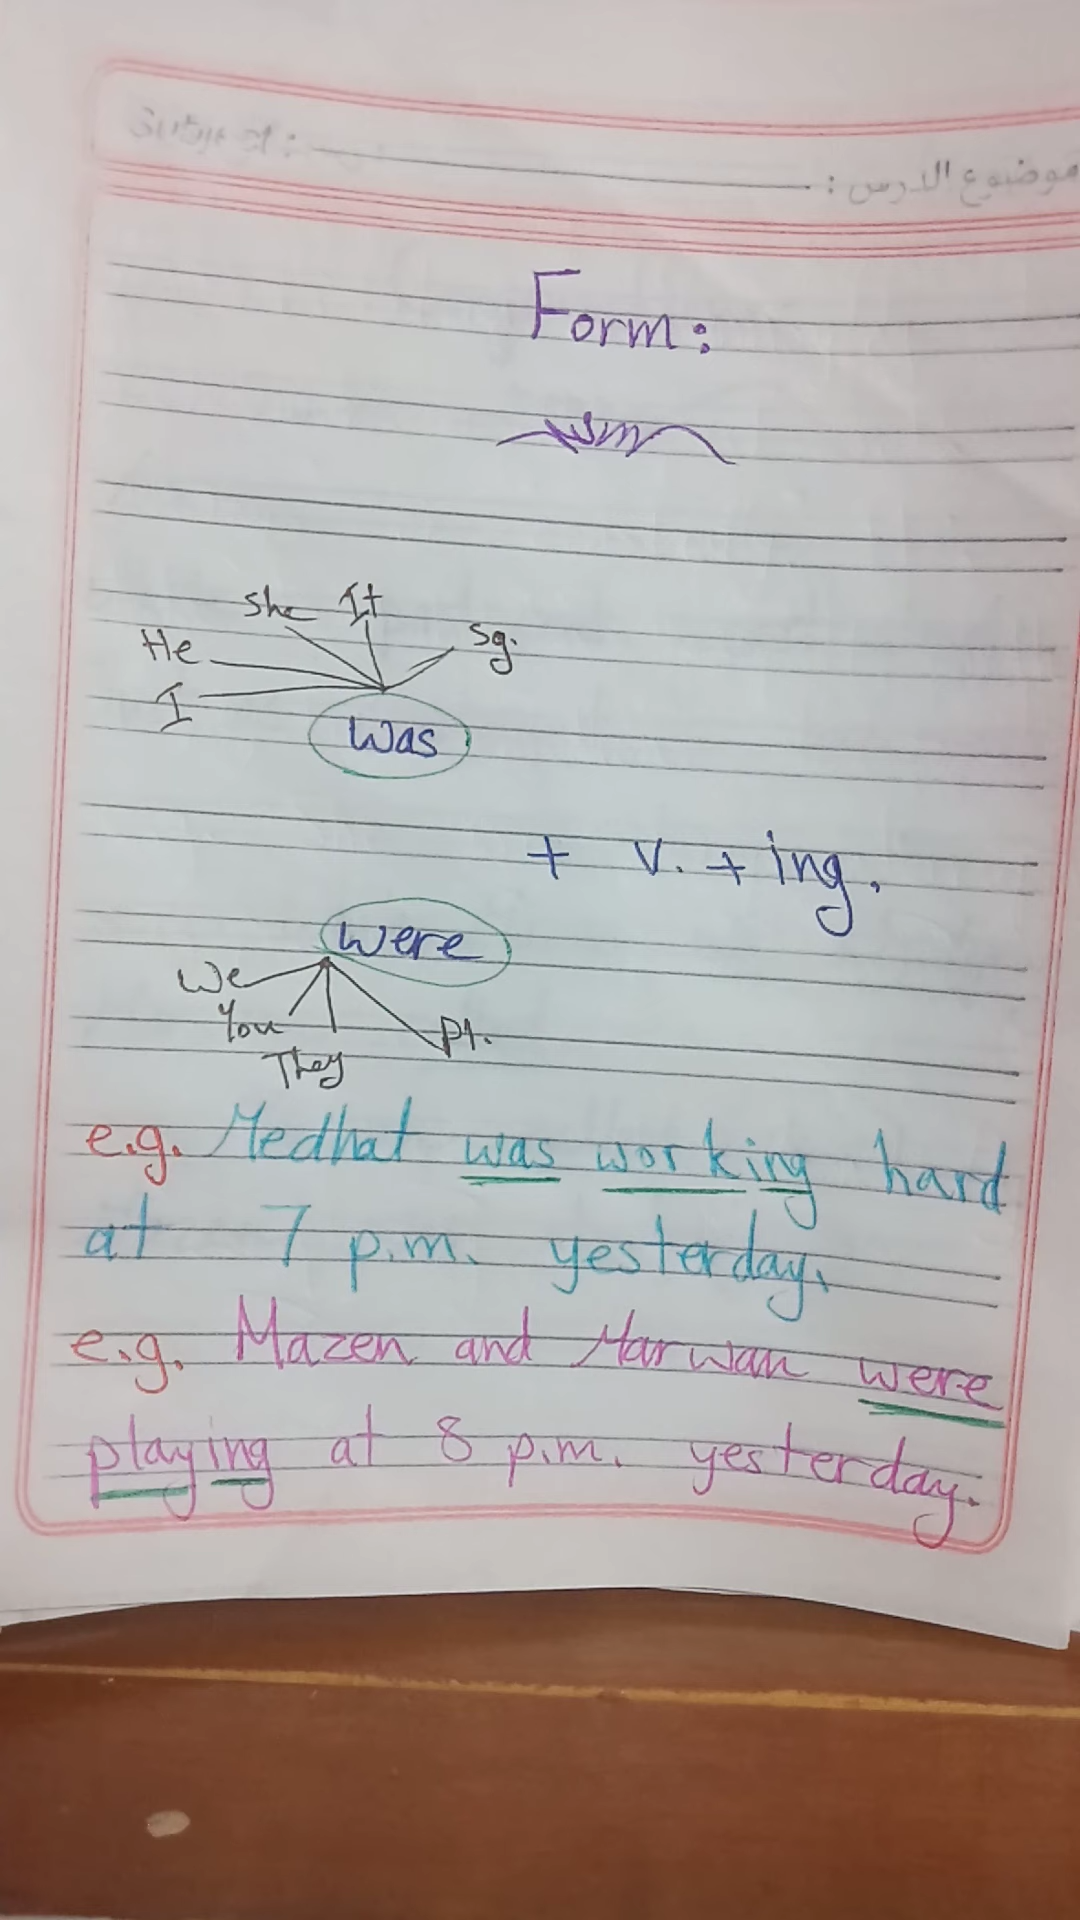 Subject :
موضوع الدرس :
Form:
She It
He Sg.
I
was
+ v. + ing.
were
We
You Pl.
They
e.g. Medhat was working hard
at 7 p.m. yesterday.
e.g. Mazen and Marwan were
playing at 8 p.m. yesterday.